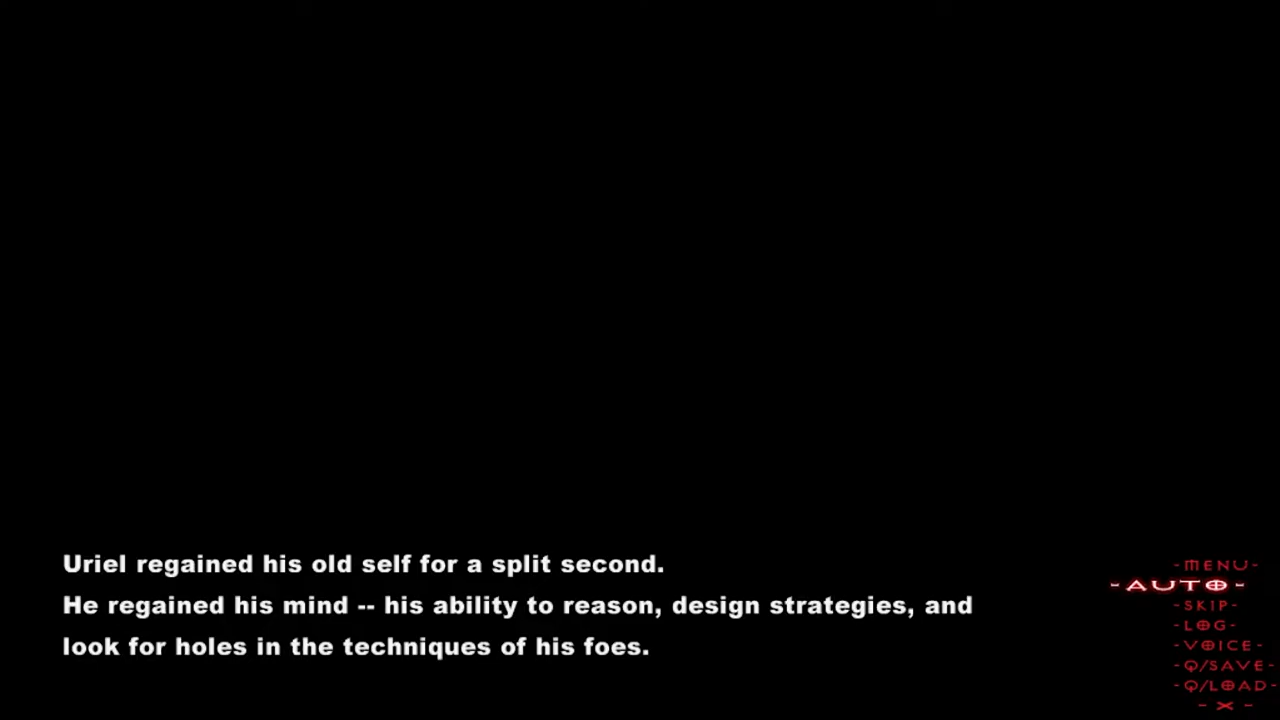 Uriel regained his old self for a split second.
He regained his mind -- his ability to reason, design strategies, and
look for holes in the techniques of his foes.
-MENU-
-AUTO-
-SKIP-
-LOG-
-VOICE-
-Q/SAVE-
-Q/LOAD-
-X-